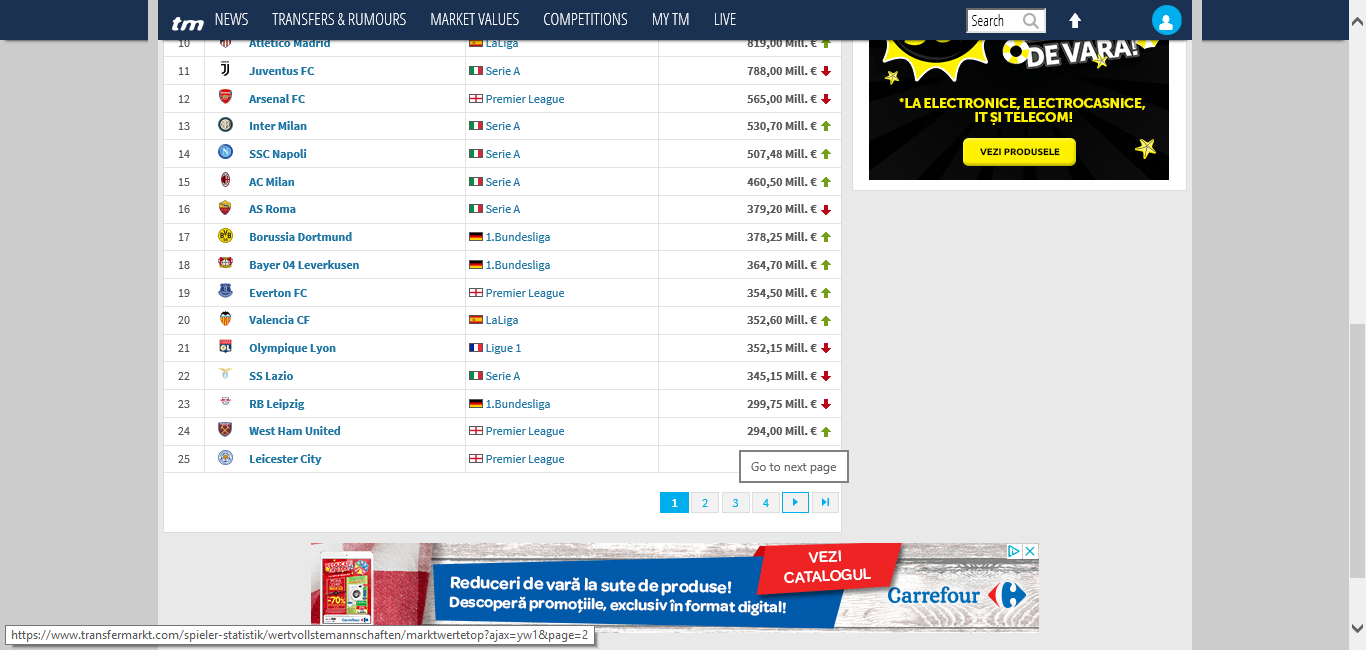 tm NEWS TRANSFERS & RUMOURS MARKET VALUES COMPETITIONS MY TM LIVE Search
10 Atlético Madrid LaLiga 819,00 Mill. €
11 Juventus FC Serie A 788,00 Mill. €
12 Arsenal FC Premier League 565,00 Mill. €
13 Inter Milan Serie A 530,70 Mill. €
14 SSC Napoli Serie A 507,48 Mill. €
15 AC Milan Serie A 460,50 Mill. €
16 AS Roma Serie A 379,20 Mill. €
17 Borussia Dortmund 1.Bundesliga 378,25 Mill. €
18 Bayer 04 Leverkusen 1.Bundesliga 364,70 Mill. €
19 Everton FC Premier League 354,50 Mill. €
20 Valencia CF LaLiga 352,60 Mill. €
21 Olympique Lyon Ligue 1 352,15 Mill. €
22 SS Lazio Serie A 345,15 Mill. €
23 RB Leipzig 1.Bundesliga 299,75 Mill. €
24 West Ham United Premier League 294,00 Mill. €
25 Leicester City Premier League
Go to next page
1 2 3 4
DE VARA!
*LA ELECTRONICE, ELECTROCASNICE,
IT ȘI TELECOM!
VEZI PRODUSELE
Reduceri de vară la sute de produse!
Descoperă promoțiile, exclusiv în format digital!
VEZI
CATALOGUL
Carrefour
-70%
https://www.transfermarkt.com/spieler-statistik/wertvollstemannschaften/marktwertetop?ajax=yw1&page=2